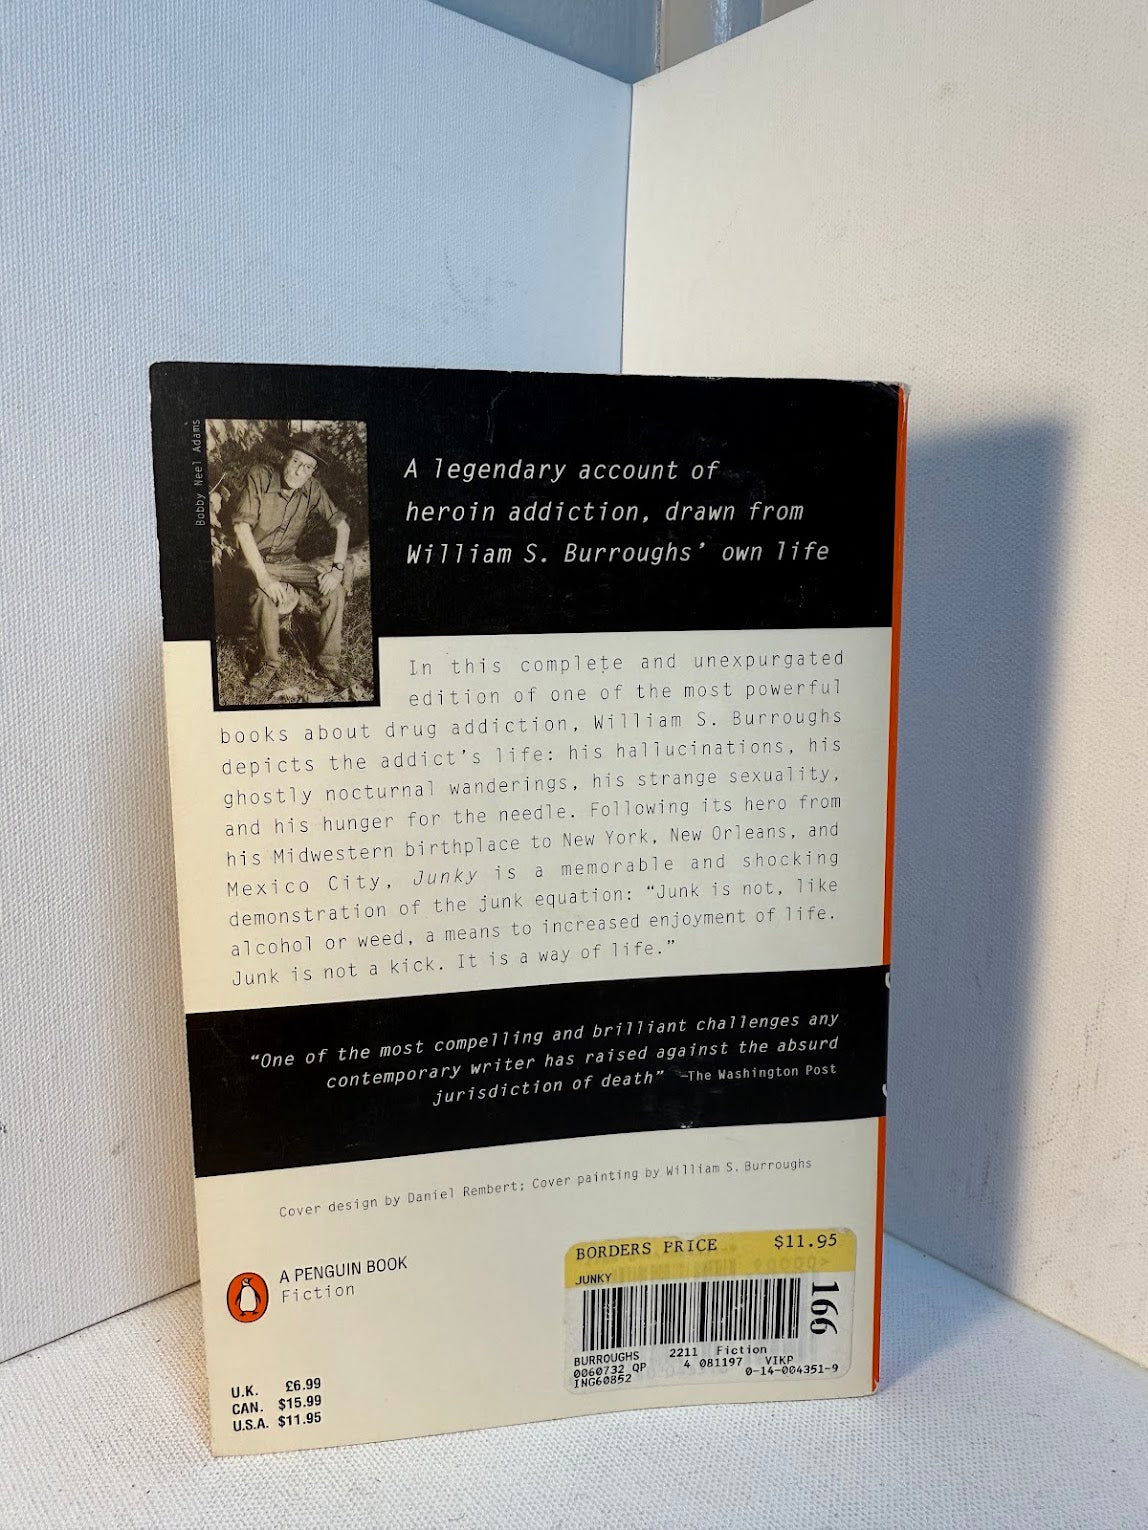 Bobby Neel Adams
A legendary account of
heroin addiction, drawn from
William S. Burroughs’ own life
In this complete and unexpurgated
edition of one of the most powerful
books about drug addiction, William S. Burroughs
depicts the addict’s life: his hallucinations, his
ghostly nocturnal wanderings, his strange sexuality,
and his hunger for the needle. Following its hero from
his Midwestern birthplace to New York, New Orleans, and
Mexico City, Junky is a memorable and shocking
demonstration of the junk equation: “Junk is not, like
alcohol or weed, a means to increased enjoyment of life.
Junk is not a kick. It is a way of life.”
“One of the most compelling and brilliant challenges any
contemporary writer has raised against the absurd
jurisdiction of death” —The Washington Post
Cover design by Daniel Rembert; Cover painting by William S. Burroughs
A PENGUIN BOOK
Fiction
BORDERS PRICE $11.95
JUNKY
166
BURROUGHS 2211 Fiction
0060732 QP 4 081197 VIKP
ING60852 0-14-004351-9
U.K. £6.99
CAN. $15.99
U.S.A. $11.95